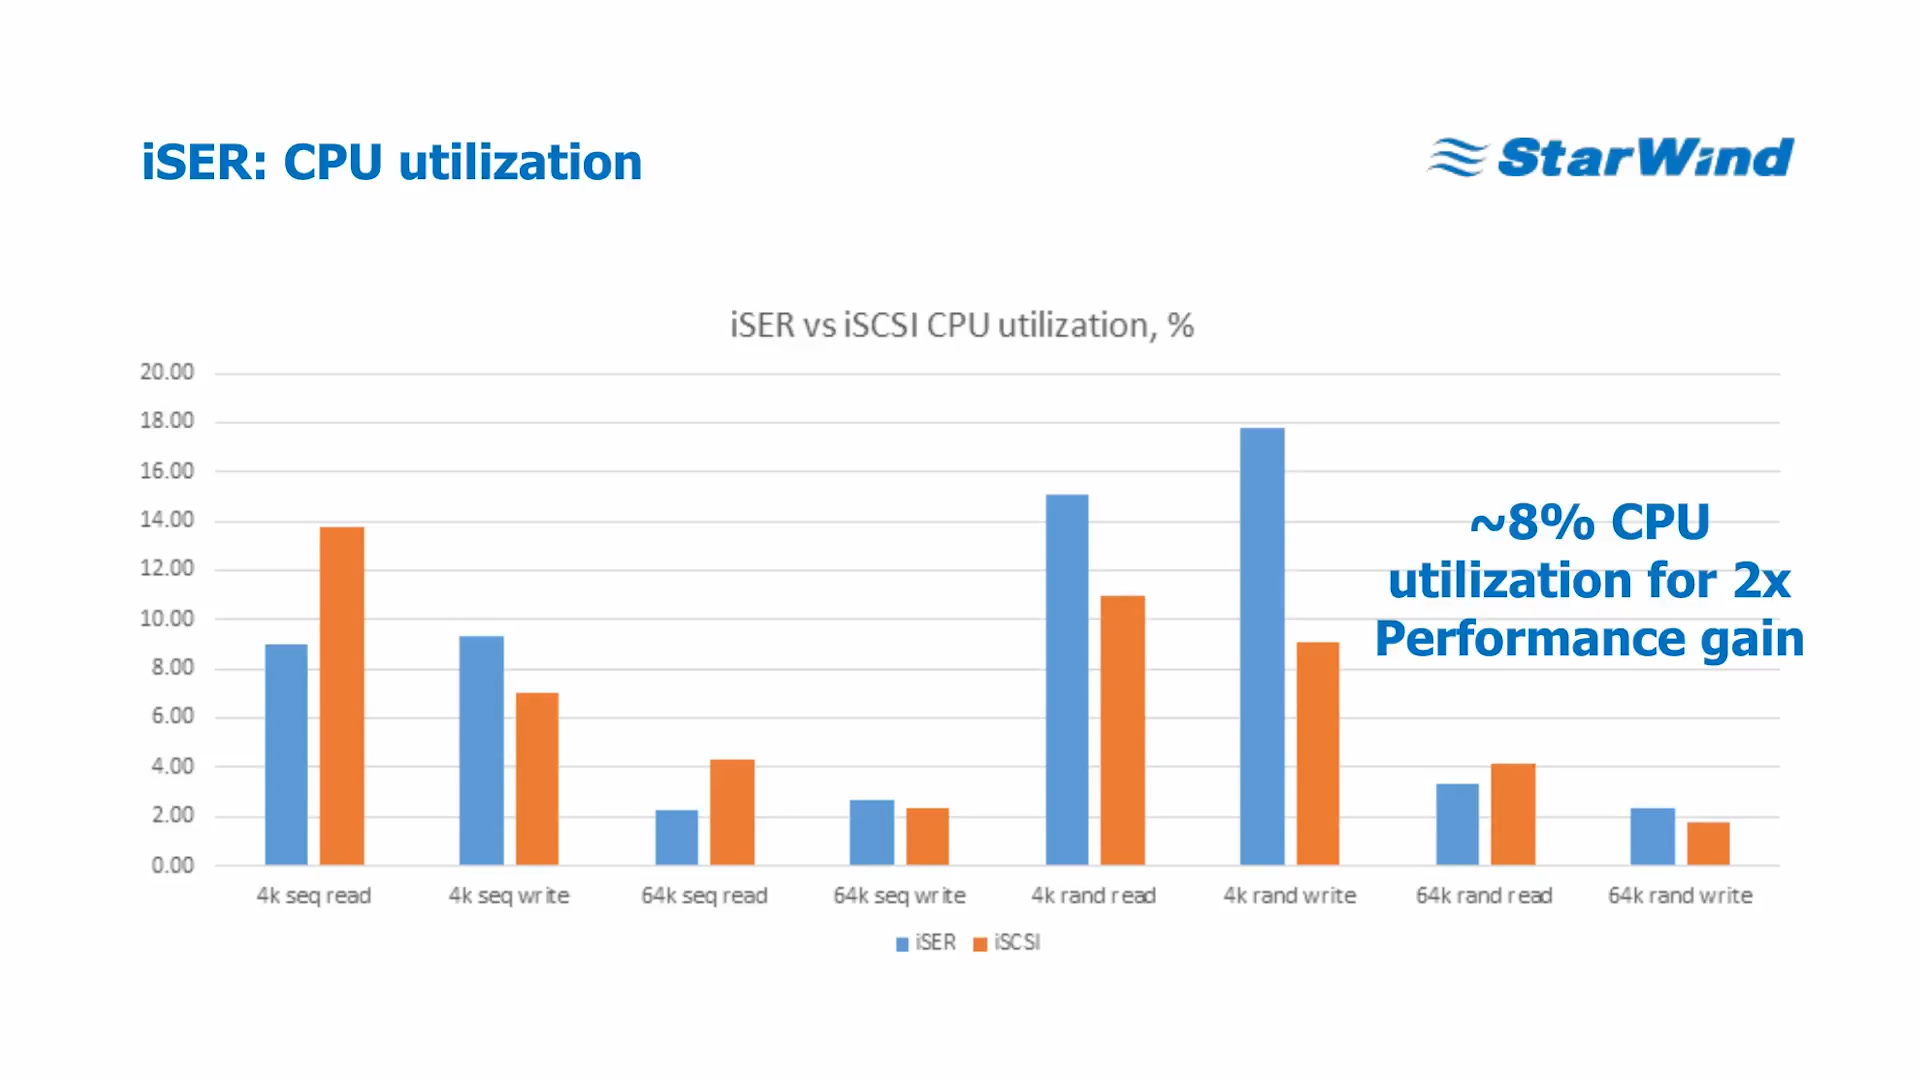 iSER: CPU utilization
StarWind
iSER vs iSCSI CPU utilization, %
20.00
18.00
16.00
14.00
12.00
10.00
8.00
6.00
4.00
2.00
0.00
~8% CPU
utilization for 2x
Performance gain
4k seq read
4k seq write
64k seq read
64k seq write
4k rand read
4k rand write
64k rand read
64k rand write
iSER
iSCSI